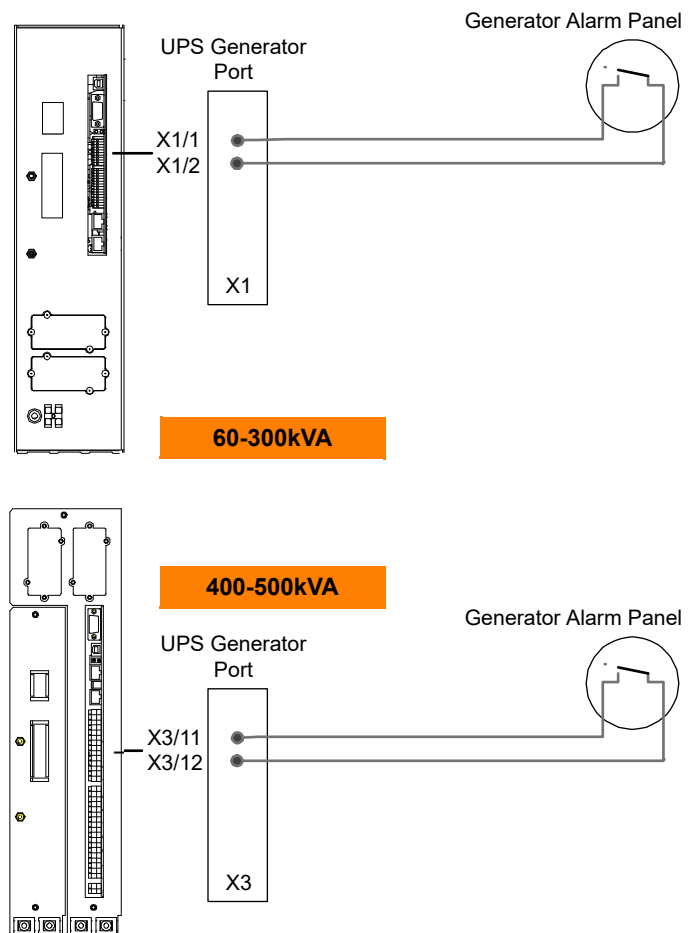 Generator Alarm Panel
UPS Generator
Port
X1/1
X1/2
X1
60-300kVA
400-500kVA
Generator Alarm Panel
UPS Generator
Port
X3/11
X3/12
X3